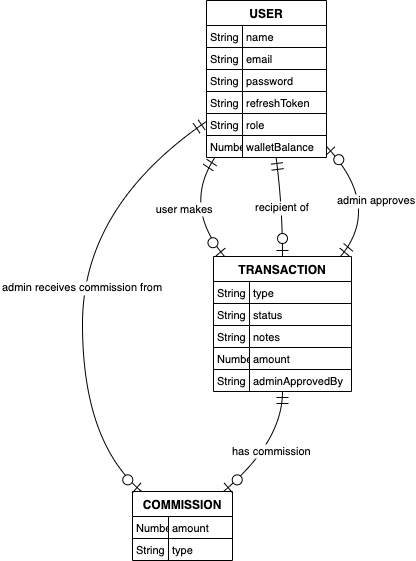 USER
String name
String email
String password
String refreshToken
String role
Numbe walletBalance
user makes
recipient of
admin approves
TRANSACTION
String type
String status
String notes
Numbe amount
String adminApprovedBy
admin receives commission from
has commission
COMMISSION
Numbe amount
String type